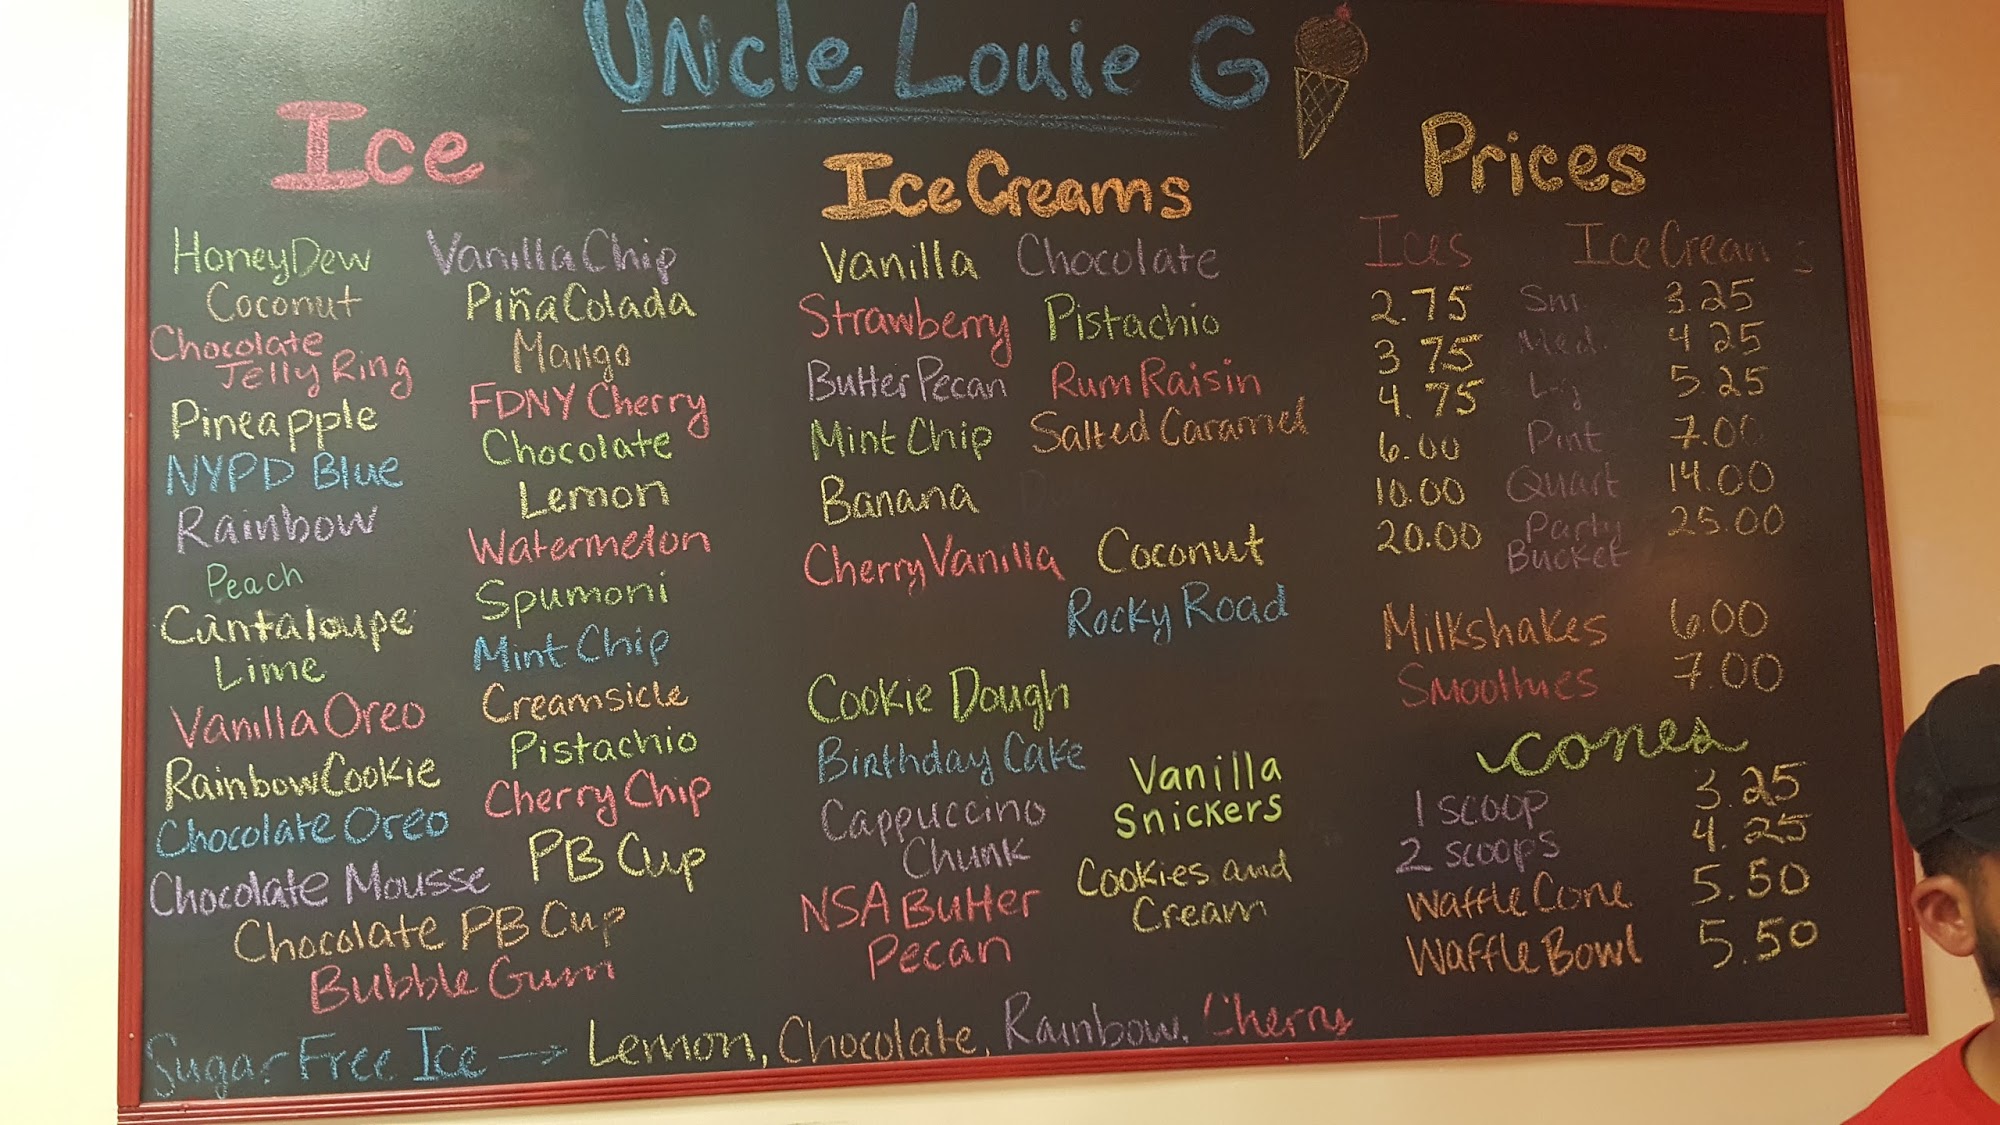 Uncle Louie G
Ice
HoneyDew
Coconut
Chocolate
Jelly Ring
Pineapple
NYPD Blue
Rainbow
Peach
Cantaloupe
Lime
Vanilla Oreo
Rainbow Cookie
Chocolate Oreo
Chocolate Mousse
Chocolate PB Cup
Bubble Gum
Vanilla Chip
Piña Colada
Mango
FDNY Cherry
Chocolate
Lemon
Watermelon
Spumoni
Mint Chip
Creamsicle
Pistachio
Cherry Chip
PB Cup
Ice Creams
Vanilla Chocolate
Strawberry Pistachio
Butter Pecan Rum Raisin
Mint Chip Salted Caramel
Banana
Cherry Vanilla Coconut
Rocky Road
Cookie Dough
Birthday Cake
Cappuccino
Chunk
NSA Butter
Pecan
Vanilla
Snickers
Cookies and
Cream
Prices
Ices Ice Creams
2.75 Sm. 3.25
3.75 Med. 4.25
4.75 Lg 5.25
6.00 Pint 7.00
10.00 Quart 14.00
20.00 Party 25.00
Bucket
Milkshakes 6.00
Smoothies 7.00
Cones
1 scoop 3.25
2 scoops 4.25
Waffle Cone 5.50
Waffle Bowl 5.50
Sugar Free Ice → Lemon, Chocolate, Rainbow, Cherry